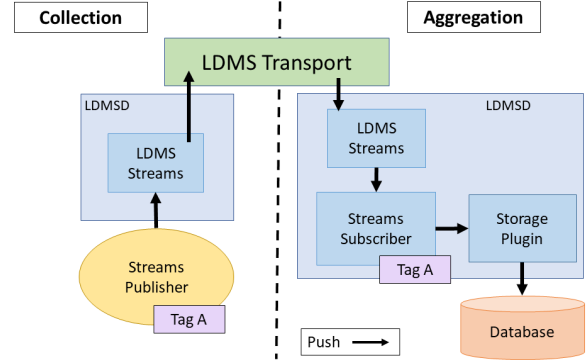 Collection
Aggregation
LDMS Transport
LDMSD
LDMS
Streams
Streams
Publisher
Tag A
LDMSD
LDMS
Streams
Streams
Subscriber
Tag A
Storage
Plugin
Database
Push